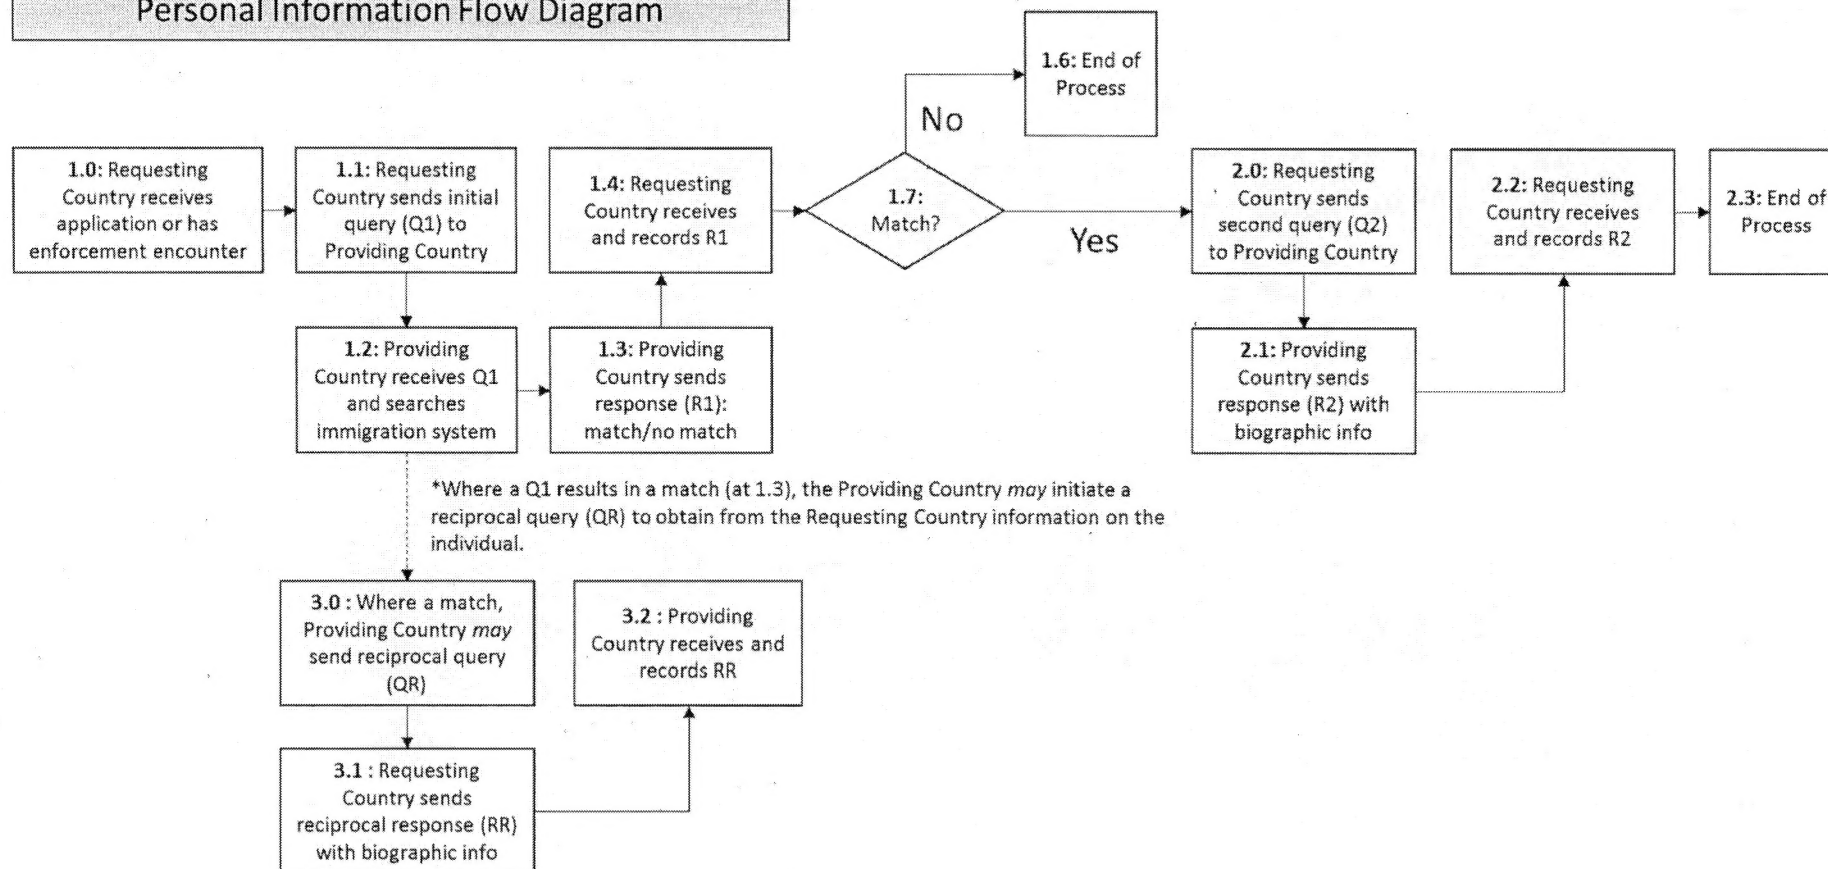 Personal Information Flow Diagram
1.6: End of
Process
No
1.0: Requesting
Country receives
application or has
enforcement encounter
1.1: Requesting
Country sends initial
query (Q1) to
Providing Country
1.4: Requesting
Country receives
and records R1
1.7:
Match?
Yes
2.0: Requesting
Country sends
second query (Q2)
to Providing Country
2.2: Requesting
Country receives
and records R2
2.3: End of
Process
1.2: Providing
Country receives Q1
and searches
immigration system
1.3: Providing
Country sends
response (R1):
match/no match
2.1: Providing
Country sends
response (R2) with
biographic info
*Where a Q1 results in a match (at 1.3), the Providing Country may initiate a
reciprocal query (QR) to obtain from the Requesting Country information on the
individual.
3.0 : Where a match,
Providing Country may
send reciprocal query
(QR)
3.2 : Providing
Country receives and
records RR
3.1 : Requesting
Country sends
reciprocal response (RR)
with biographic info